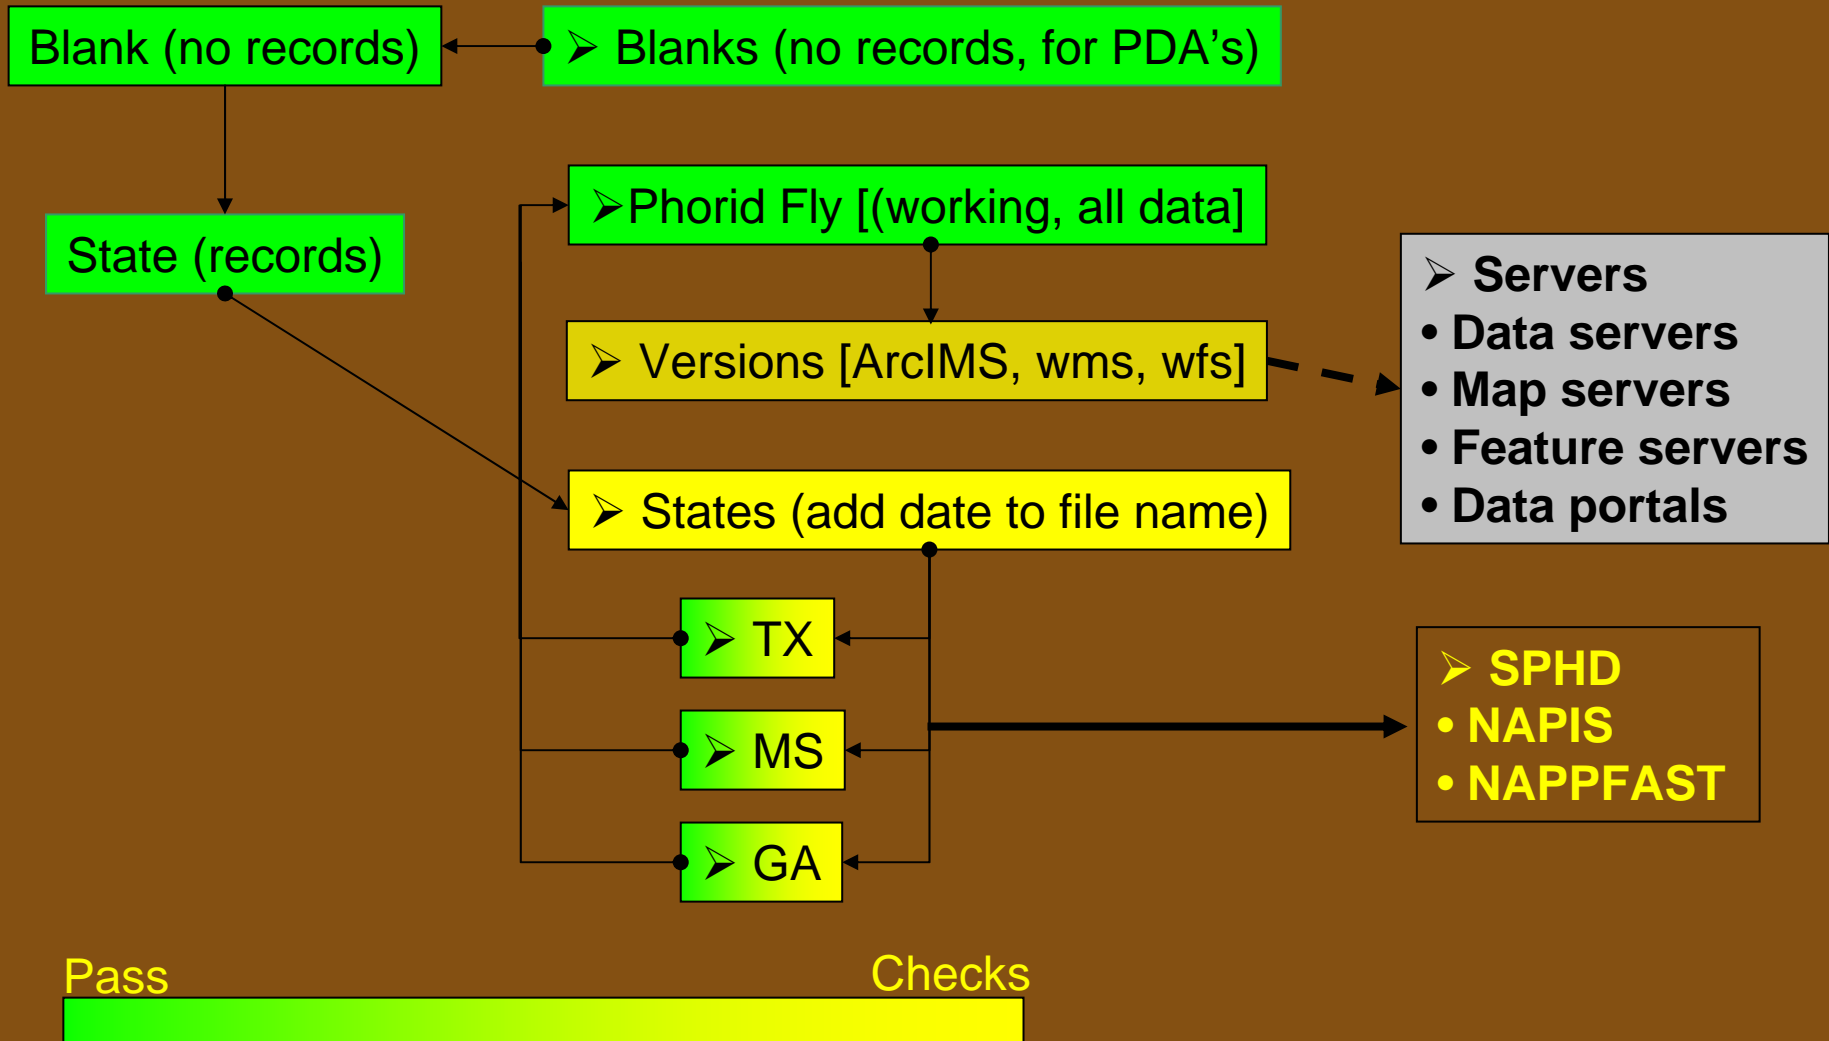 Blank (no records)
➢ Blanks (no records, for PDA’s)
➢Phorid Fly [(working, all data]
State (records)
➢ Versions [ArcIMS, wms, wfs]
➢ Servers
• Data servers
• Map servers
• Feature servers
• Data portals
➢ States (add date to file name)
➢ TX
➢ MS
➢ GA
➢ SPHD
• NAPIS
• NAPPFAST
Pass
Checks